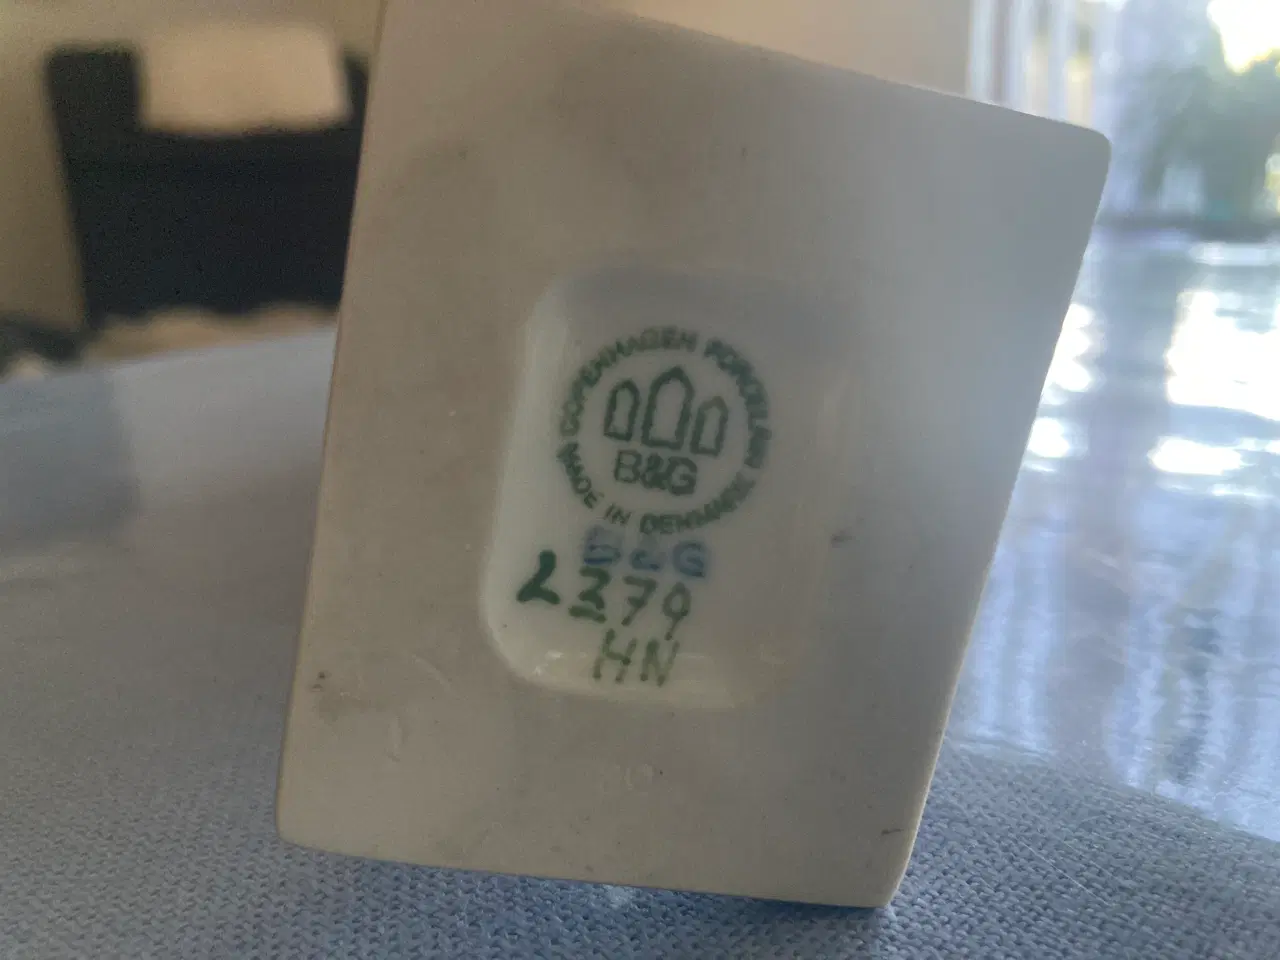 COPENHAGEN PORCELAIN
B&G
MADE IN DENMARK
B&G
2379
HN